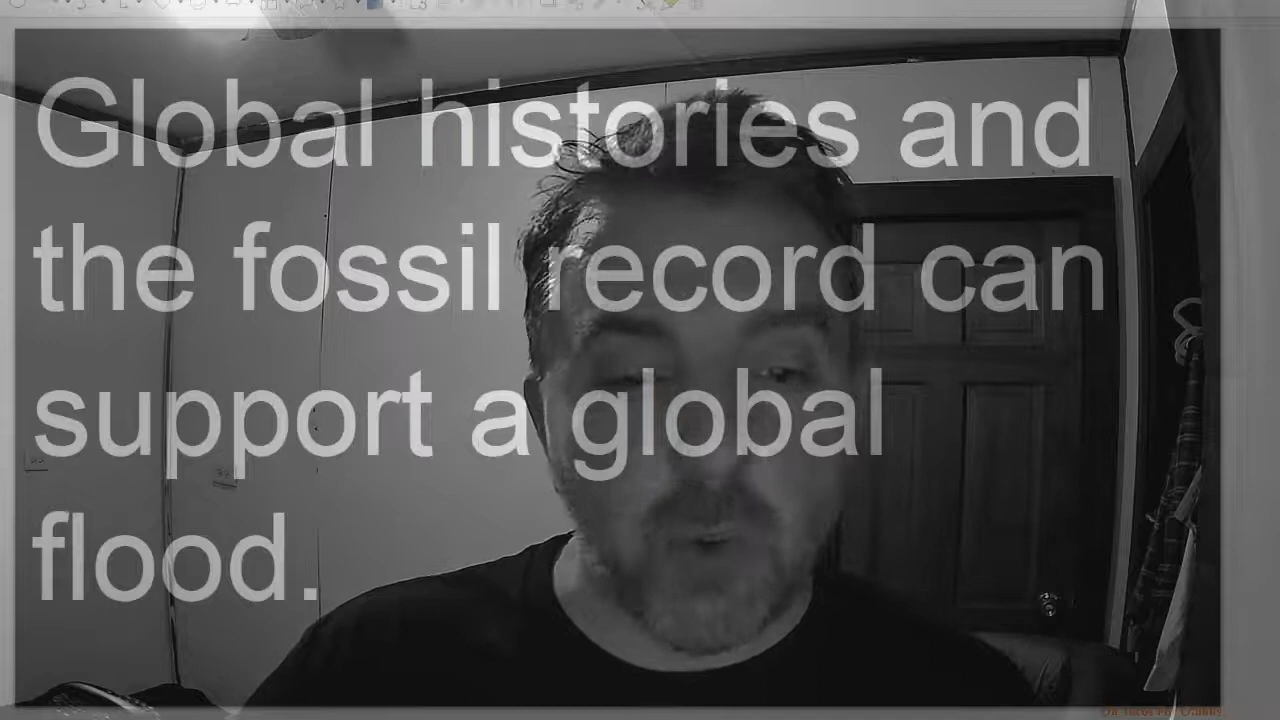 Global histories and
the fossil record can
support a global
flood.